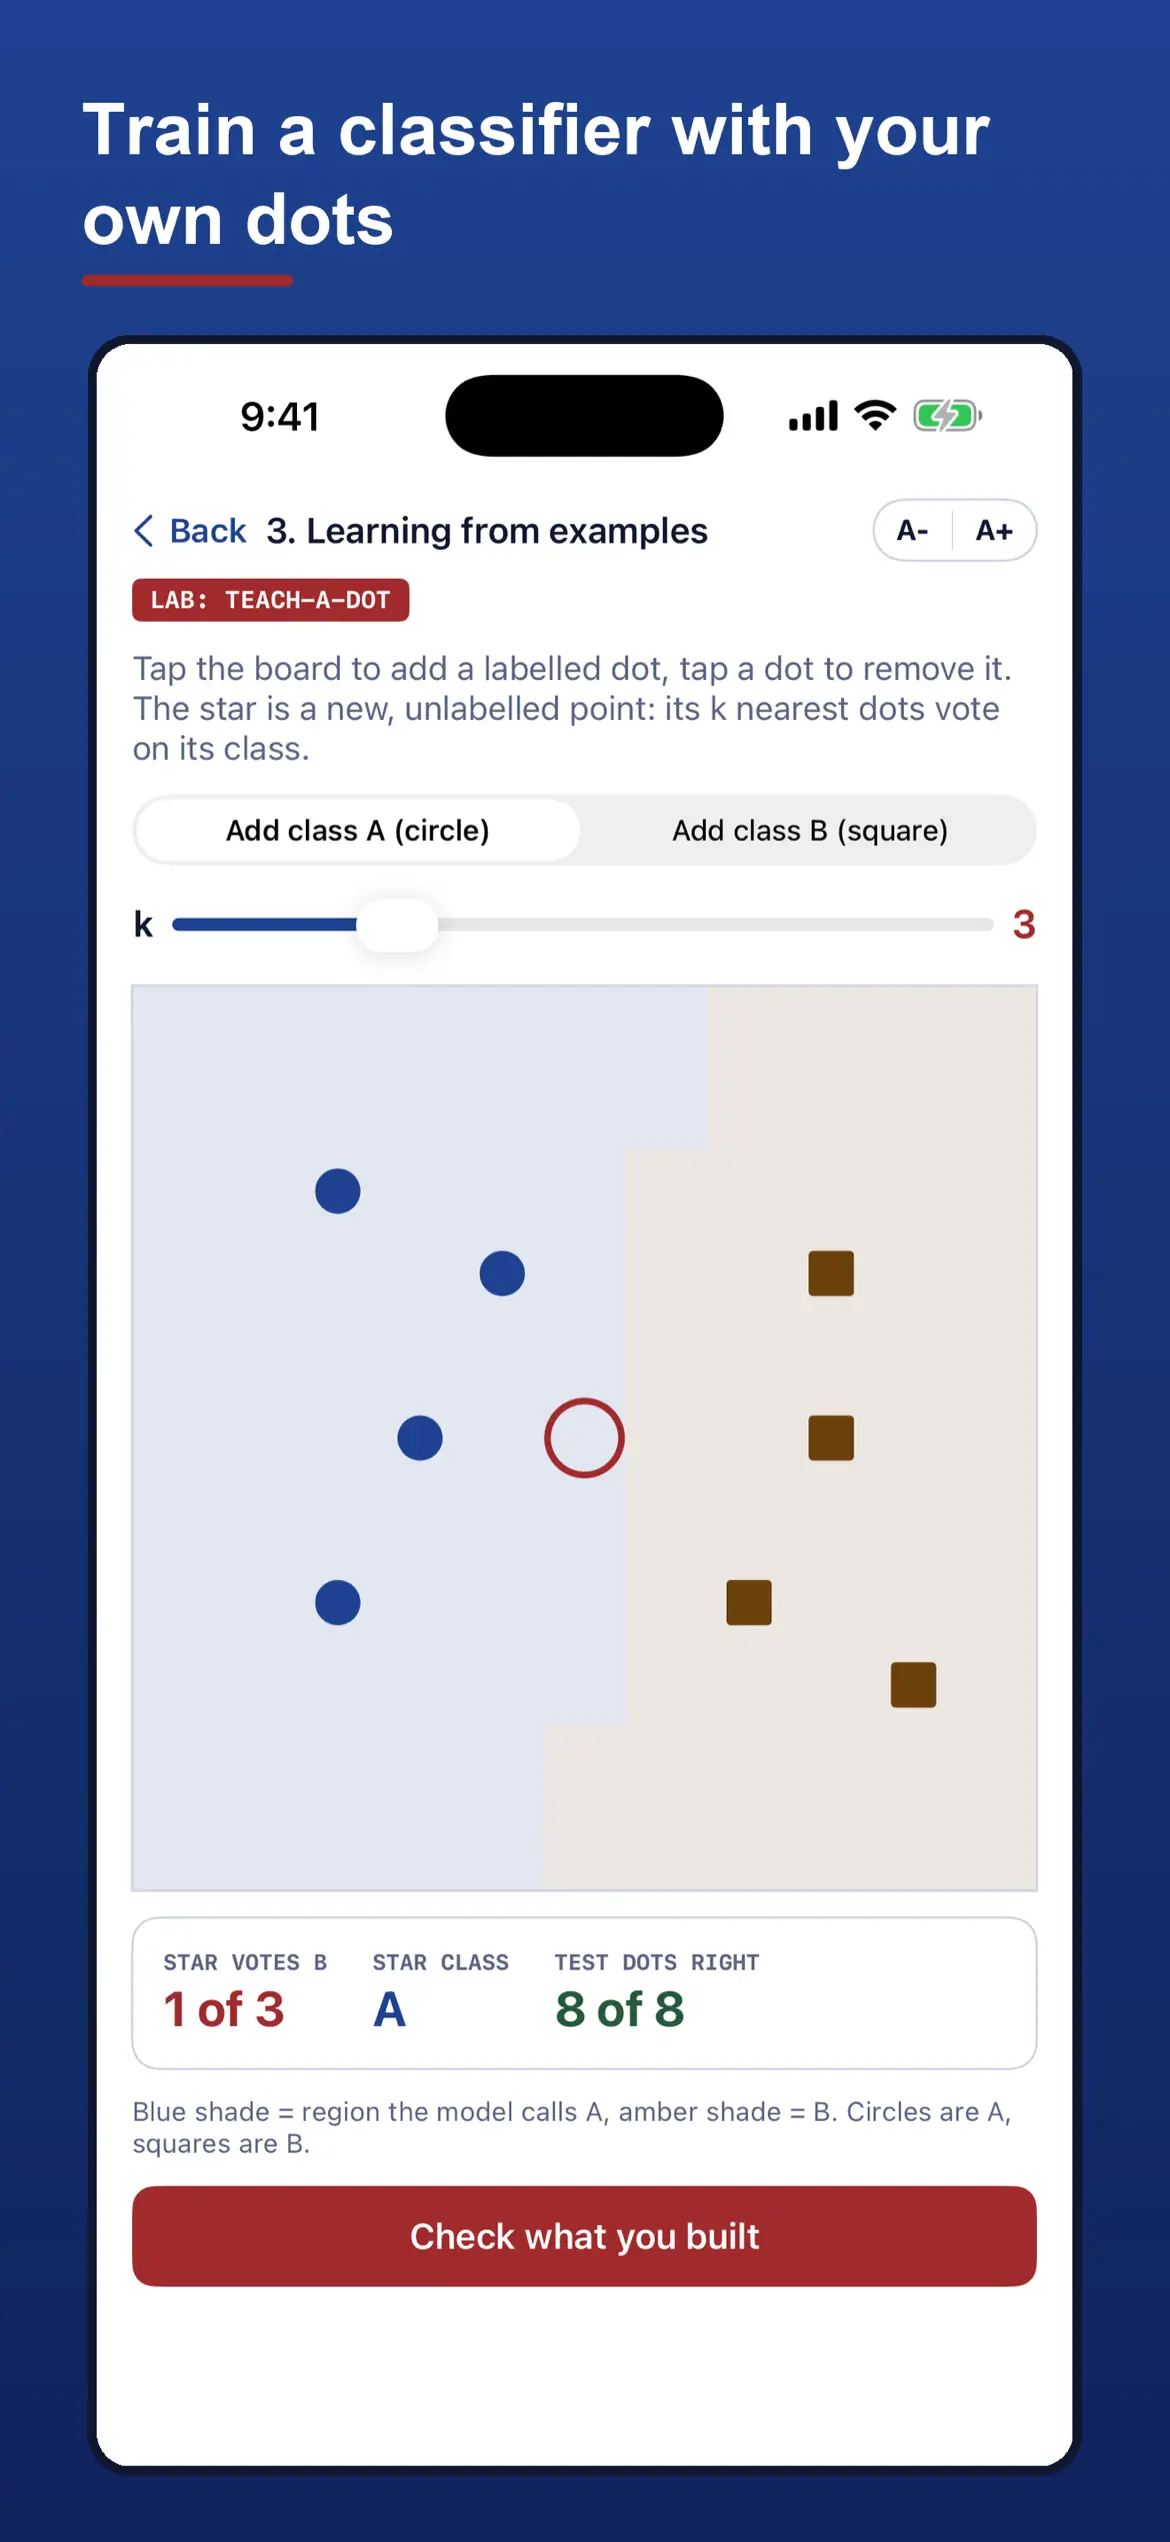 Train a classifier with your
own dots
9:41
Back 3. Learning from examples A- A+
LAB: TEACH-A-DOT
Tap the board to add a labelled dot, tap a dot to remove it.
The star is a new, unlabelled point: its k nearest dots vote
on its class.
Add class A (circle) Add class B (square)
k 3
STAR VOTES B STAR CLASS TEST DOTS RIGHT
1 of 3 A 8 of 8
Blue shade = region the model calls A, amber shade = B. Circles are A,
squares are B.
Check what you built